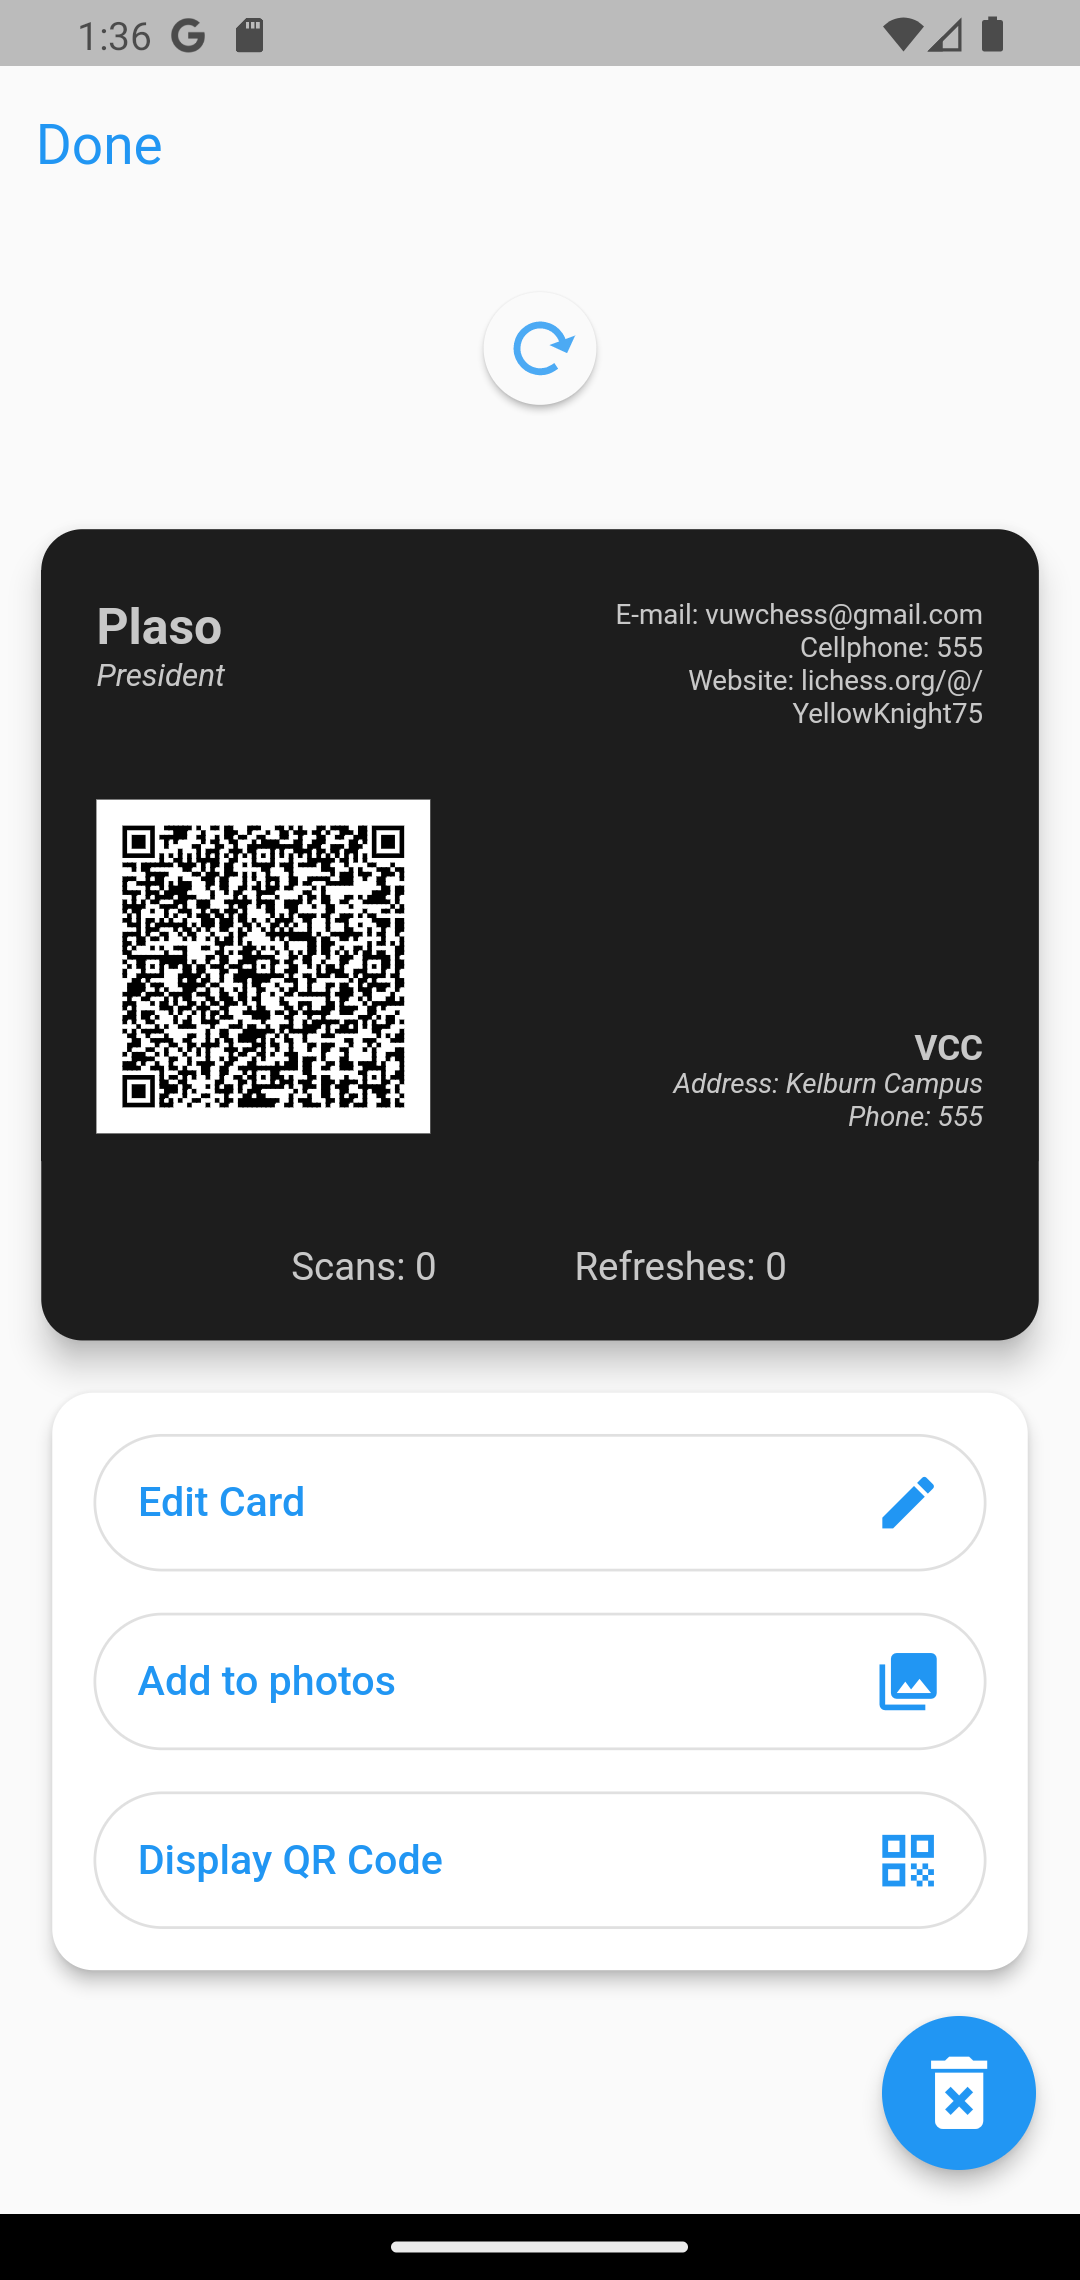 1:36
Done
Plaso
President
E-mail: vuwchess@gmail.com
Cellphone: 555
Website: lichess.org/@/
YellowKnight75
VCC
Address: Kelburn Campus
Phone: 555
Scans: 0
Refreshes: 0
Edit Card
Add to photos
Display QR Code